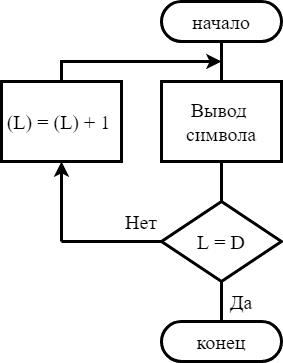 начало
(L) = (L) + 1
Вывод
символа
Нет
L = D
Да
конец